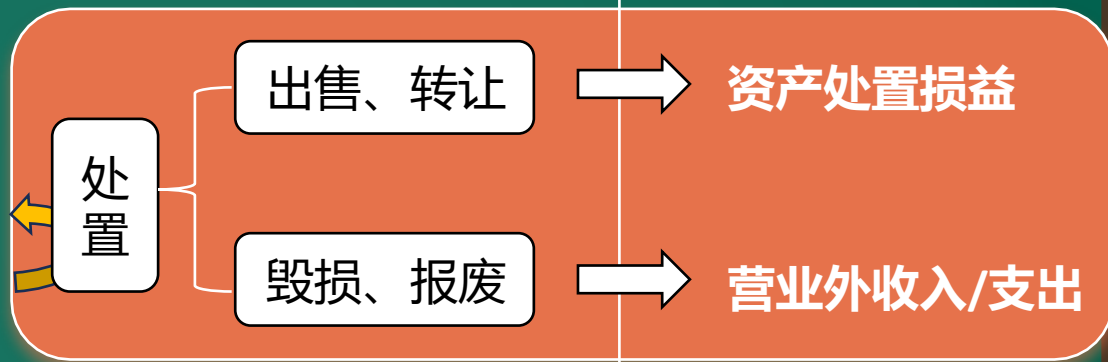 出售、转让
资产处置损益
处
置
毁损、报废
营业外收入/支出